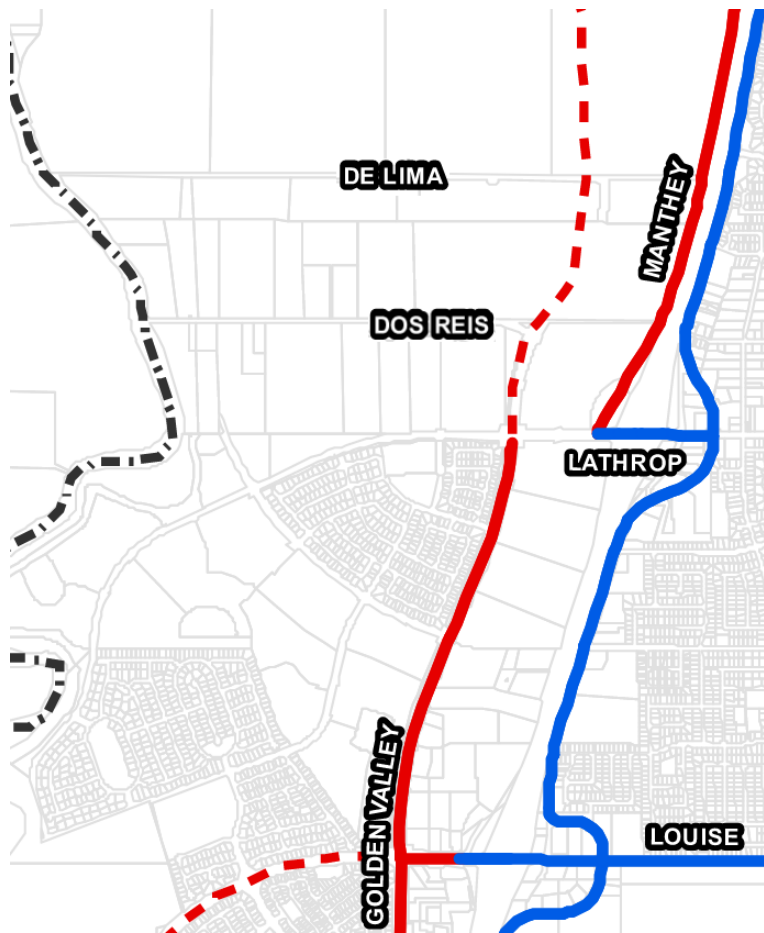 DE LIMA
MANTHEY
DOS REIS
LATHROP
GOLDEN VALLEY
LOUISE